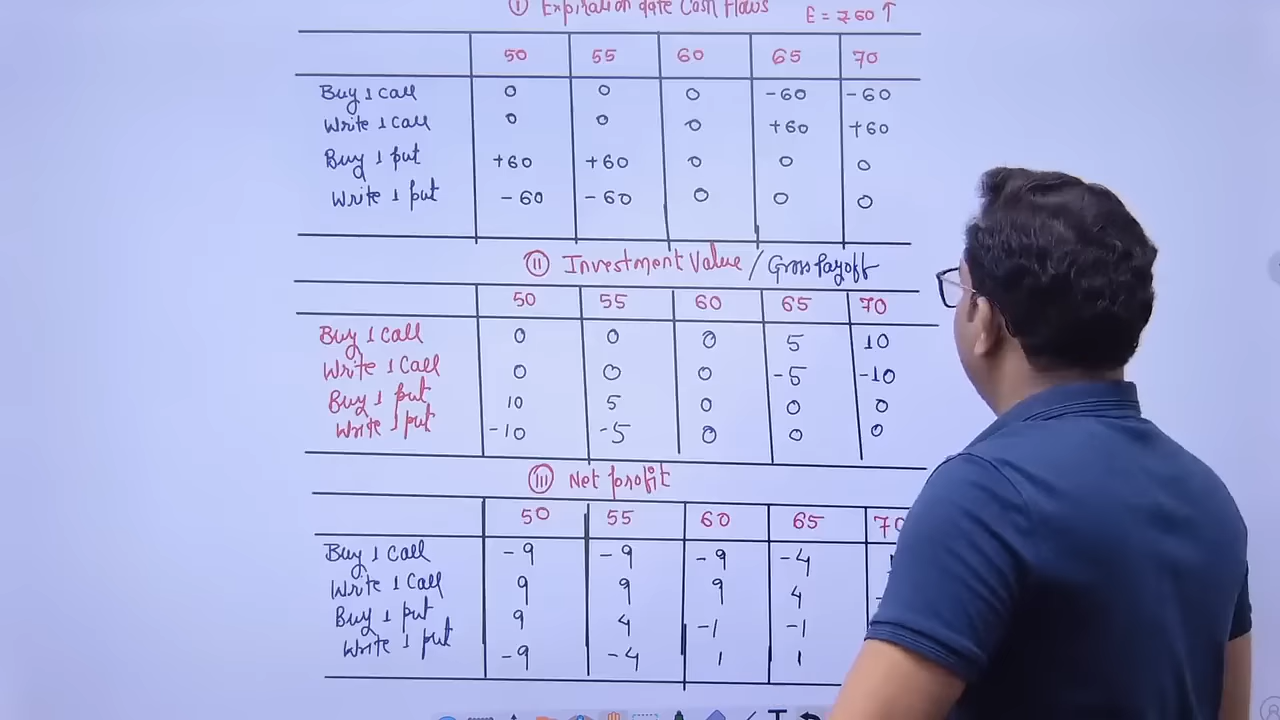 ① Expiration date Cash flows E = ₹60 ↑
50 55 60 65 70
Buy 1 call 0 0 0 -60 -60
Write 1 call 0 0 0 +60 +60
Buy 1 put +60 +60 0 0 0
Write 1 put -60 -60 0 0 0
② Investment Value / Gross payoff
50 55 60 65 70
Buy 1 call 0 0 0 5 10
Write 1 call 0 0 0 -5 -10
Buy 1 put 10 5 0 0 0
Write 1 put -10 -5 0 0 0
③ Net profit
50 55 60 65 70
Buy 1 call -9 -9 -9 -4
Write 1 call 9 9 9 4
Buy 1 put 9 4 -1 -1
Write 1 put -9 -4 1 1